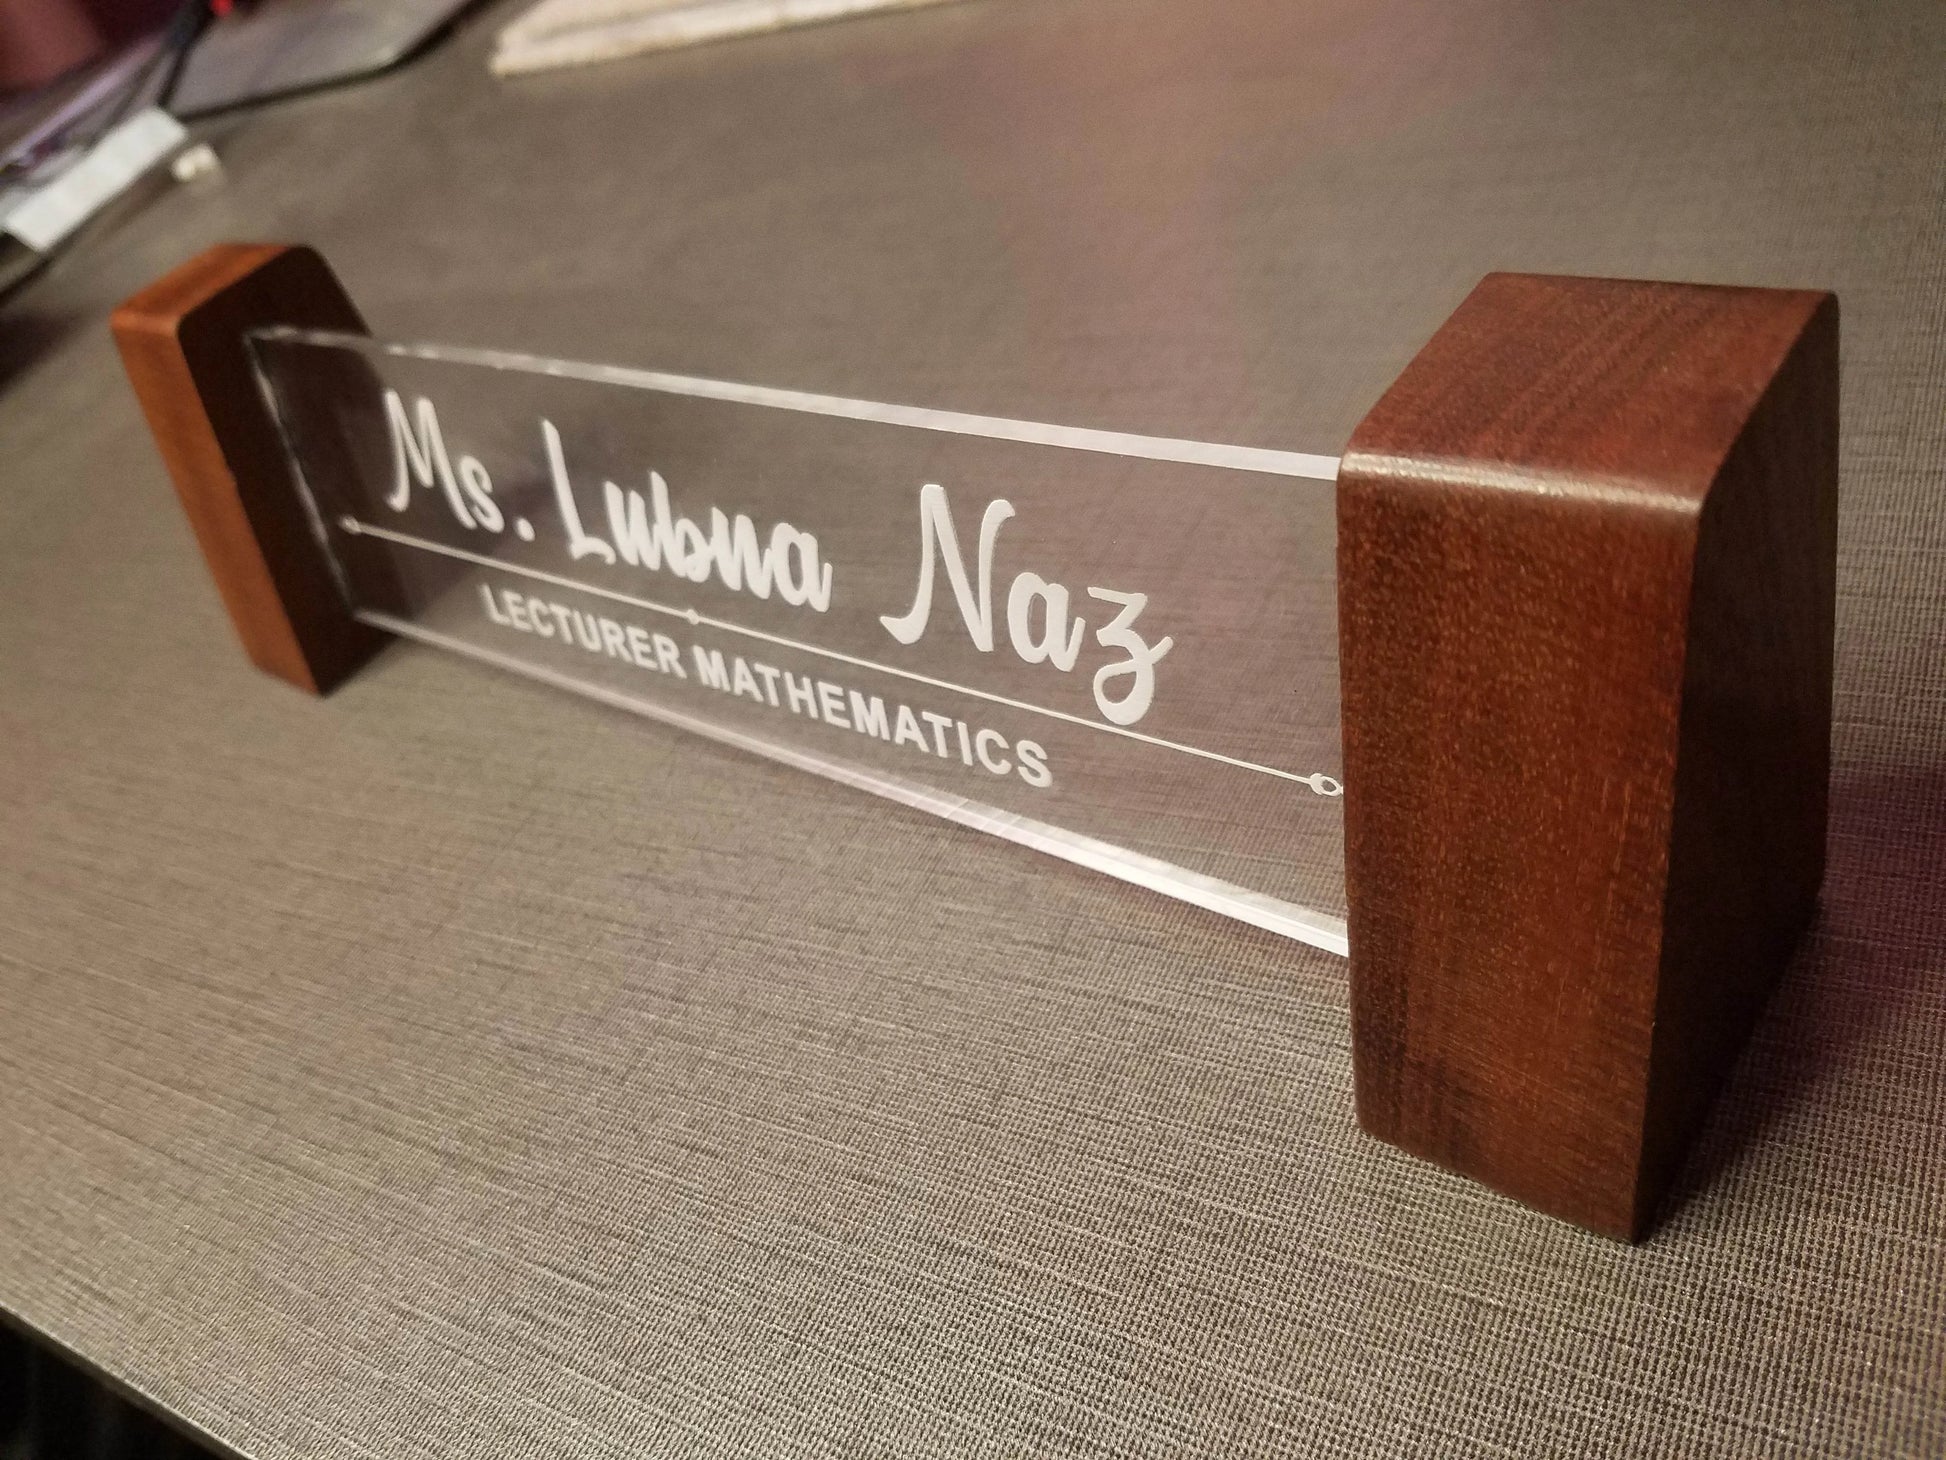 Ms. Lubna Naz
LECTURER MATHEMATICS